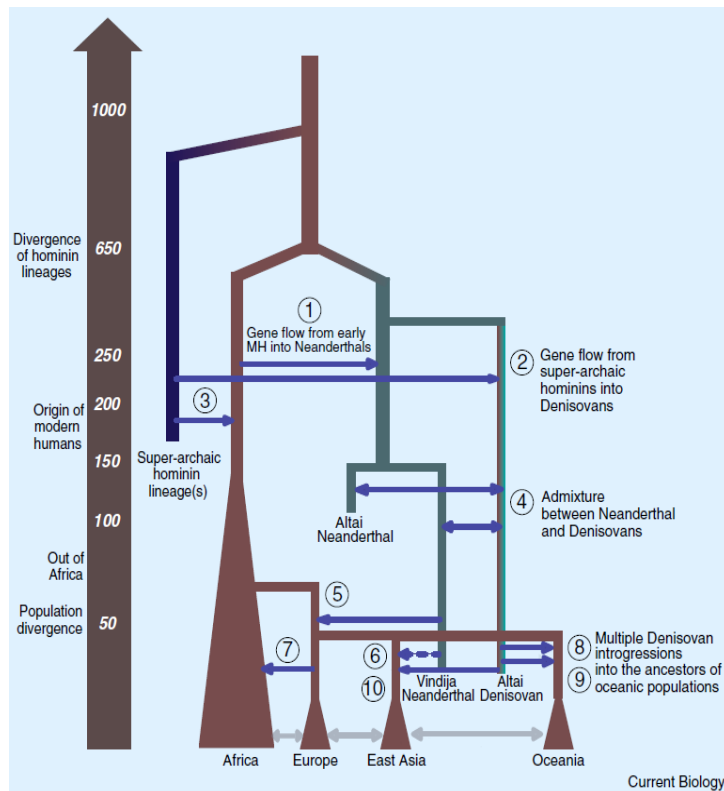 1000
Divergence
of hominin
lineages
650
1
Gene flow from early
MH into Neanderthals
250
2
Gene flow from
super-archaic
hominins into
Denisovans
3
200
Origin of
modern
humans
150
Super-archaic
hominin
lineage(s)
4
Admixture
between Neanderthal
and Denisovans
100
Altai
Neanderthal
Out of
Africa
Population
divergence
50
5
6
7
8
Multiple Denisovan
introgressions
into the ancestors of
oceanic populations
9
10
Vindija
Neanderthal
Altai
Denisovan
Africa
Europe
East Asia
Oceania
Current Biology